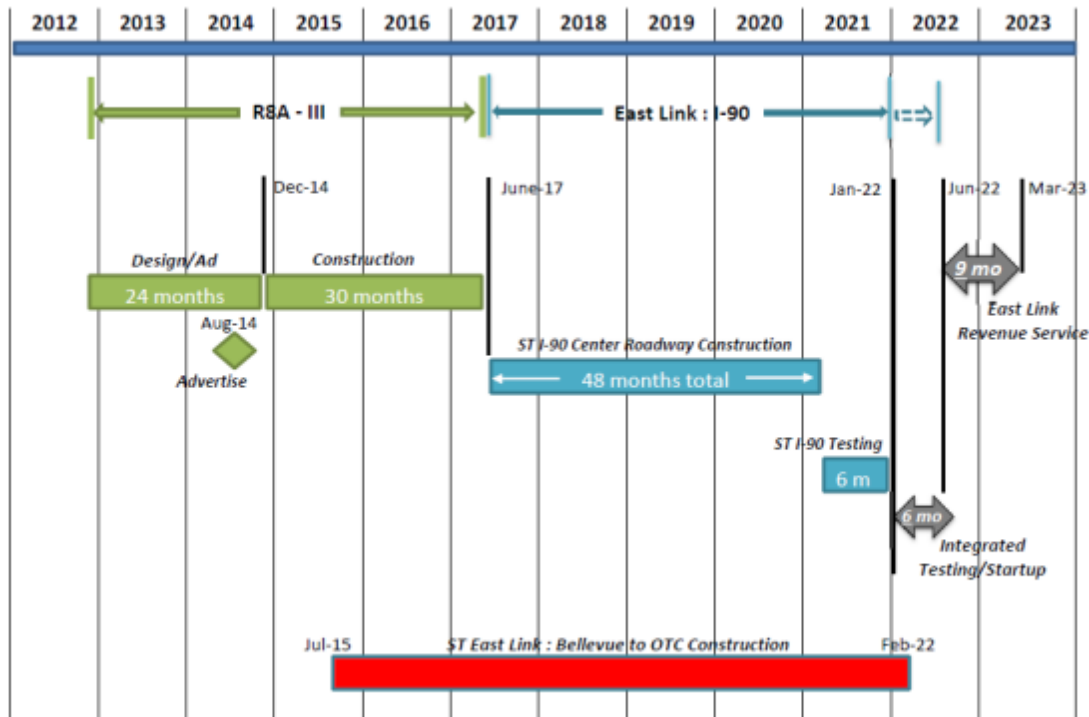 2012 2013 2014 2015 2016 2017 2018 2019 2020 2021 2022 2023
R8A - III
East Link : I-90
Dec-14
June-17
Jan-22
Jun-22
Mar-23
Design/Ad
Construction
24 months
30 months
9 mo
Aug-14
Advertise
East Link
Revenue Service
ST I-90 Center Roadway Construction
48 months total
ST I-90 Testing
6 m
6 mo
Integrated
Testing/Startup
Jul-15
ST East Link : Bellevue to OTC Construction
Feb-22